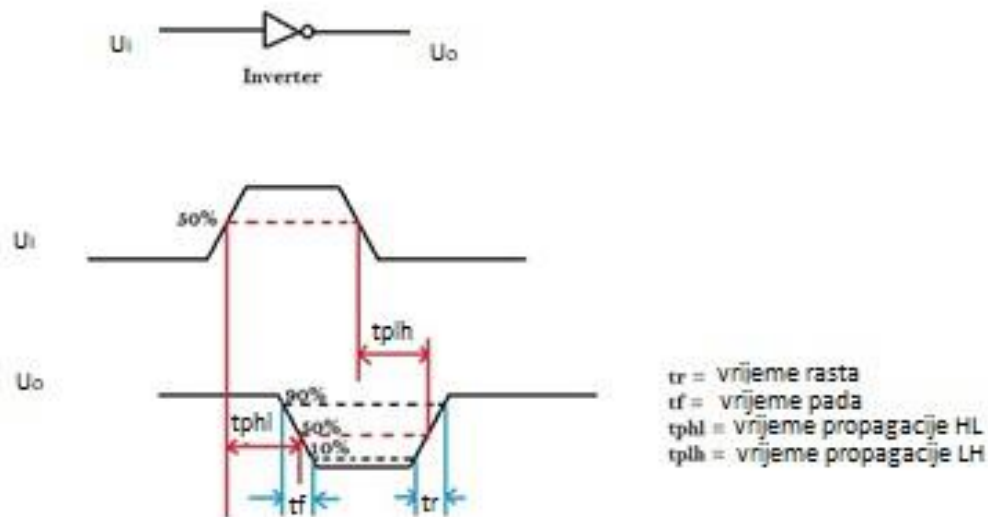 Ui
Uo
Inverter
50%
Ui
tplh
Uo
90%
tphl
50%
10%
tf
tr
tr = vrijeme rasta
tf = vrijeme pada
tphl = vrijeme propagacije HL
tplh = vrijeme propagacije LH